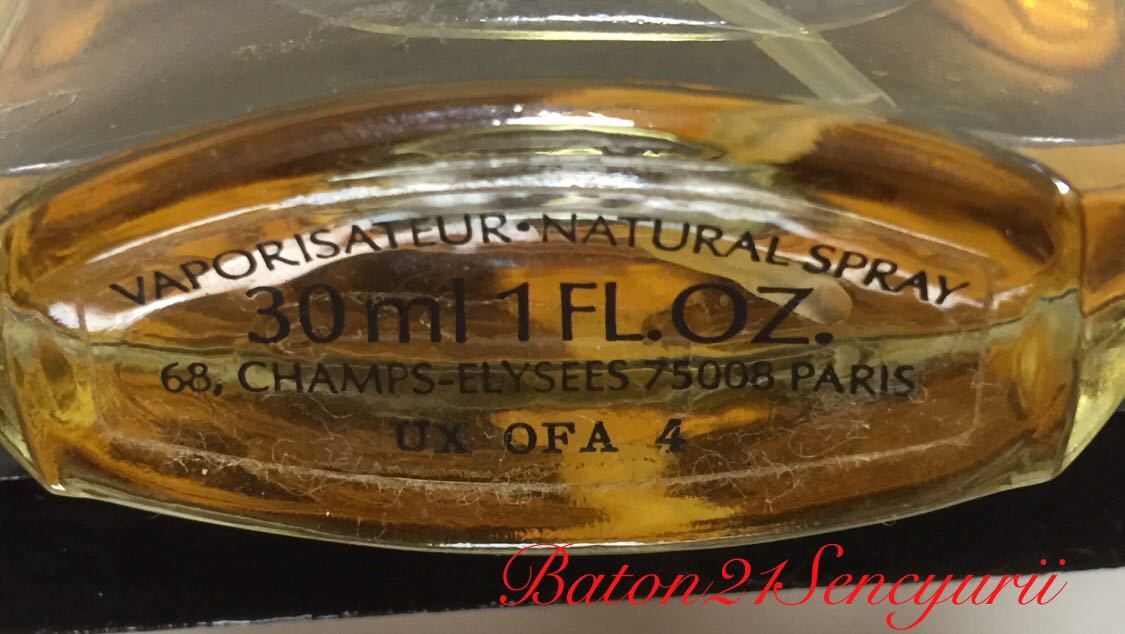 VAPORISATEUR·NATURAL SPRAY
30 ml 1 FL.OZ.
68, CHAMPS-ELYSEES 75008 PARIS
UX OFA 4
Baton21Sencyurii